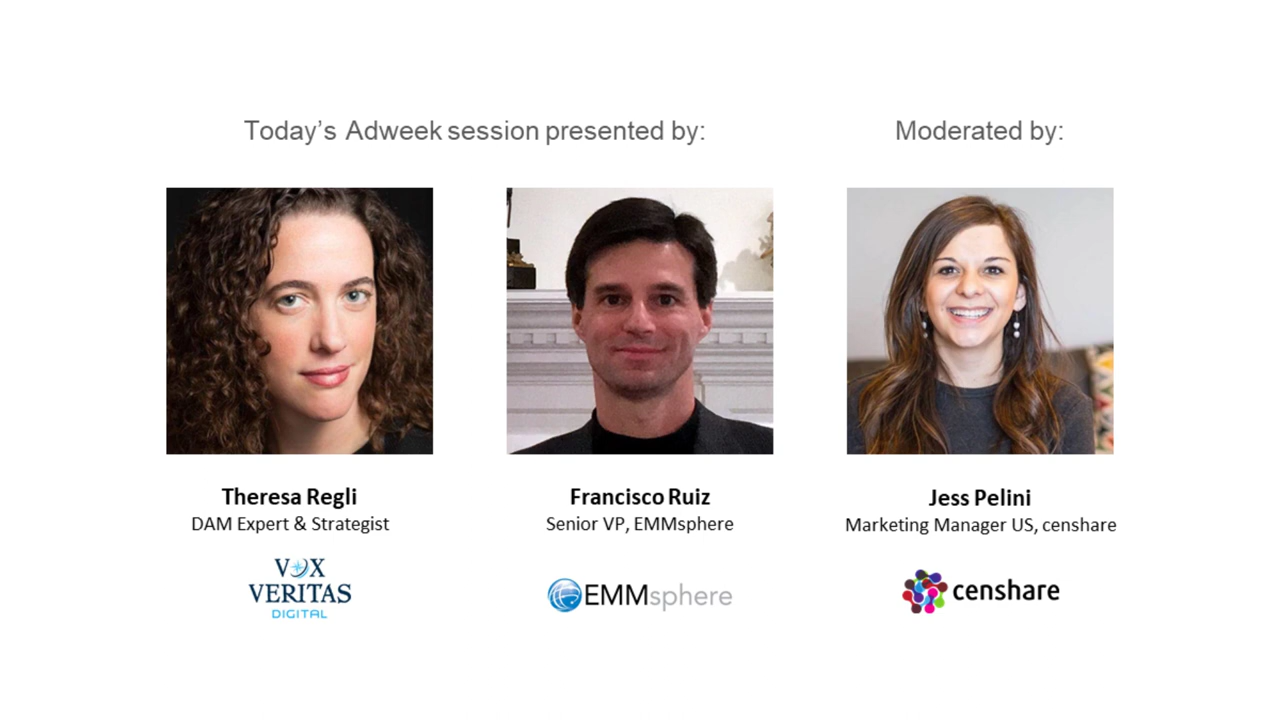 Today's Adweek session presented by:
Moderated by:
Theresa Regli
DAM Expert & Strategist
VOX
VERITAS
DIGITAL
Francisco Ruiz
Senior VP, EMMsphere
EMMsphere
Jess Pelini
Marketing Manager US, censhare
censhare